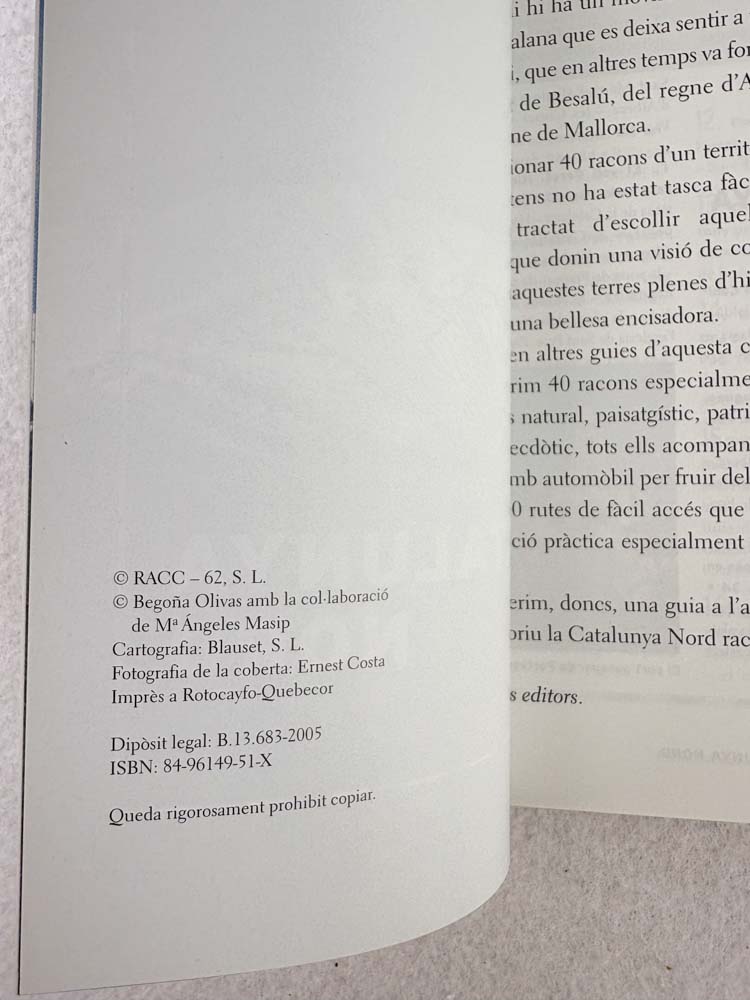 © RACC – 62, S. L.
© Begoña Olivas amb la col·laboració
de Mª Ángeles Masip
Cartografia: Blauset, S. L.
Fotografia de la coberta: Ernest Costa
Imprès a Rotocayfo-Quebecor
Dipòsit legal: B.13.683-2005
ISBN: 84-96149-51-X
Queda rigorosament prohibit copiar.
i hi ha un
alana que es deixa sentir a
, que en altres temps va
de Besalú, del regne d'A
ne de Mallorca.
ionar 40 racons d'un territ
tens no ha estat tasca fàc
tractat d'escollir aquel
que donin una visió de co
aquestes terres plenes d'hi
una bellesa encisadora.
en altres guies d'aquesta c
rim 40 racons especialme
s natural, paisatgístic, patri
ecdòtic, tots ells acompan
mb automòbil per fruir del
0 rutes de fàcil accés que
ció pràctica especialment
erim, doncs, una guia a l'a
briu la Catalunya Nord rac
s editors.